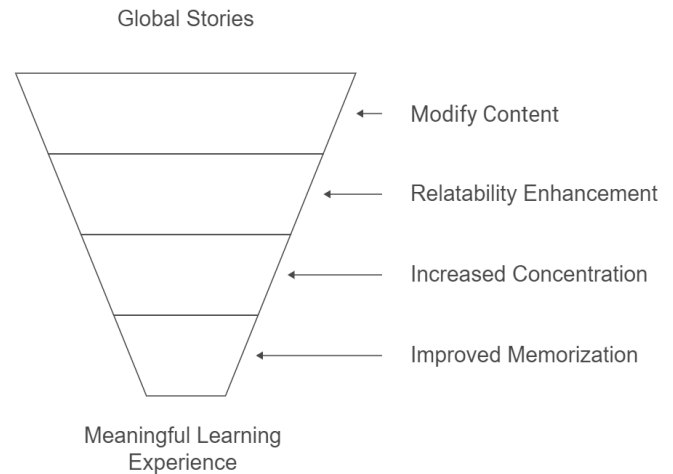 Global Stories
Modify Content
Relatability Enhancement
Increased Concentration
Improved Memorization
Meaningful Learning
Experience